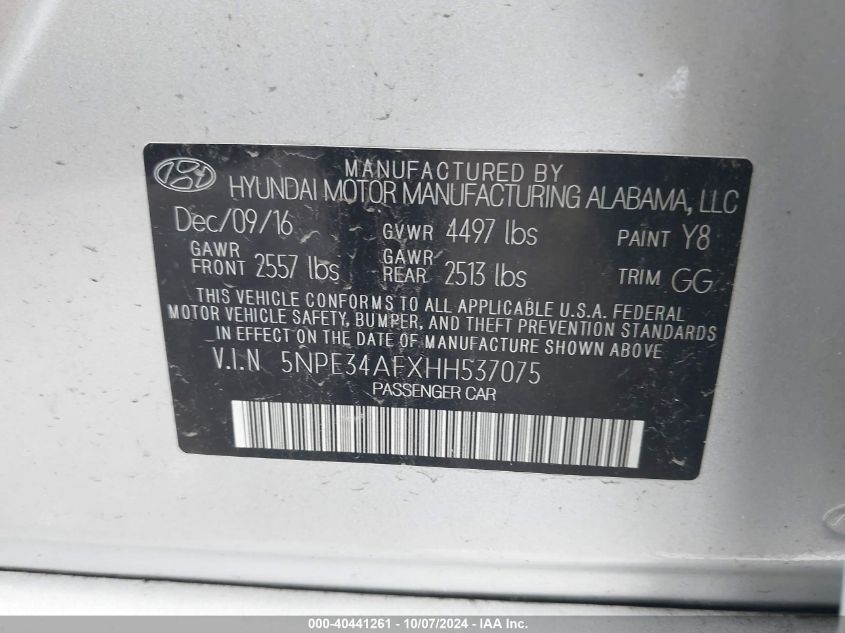 MANUFACTURED BY
HYUNDAI MOTOR MANUFACTURING ALABAMA, LLC
Dec/09/16 GVWR 4497 lbs PAINT Y8
GAWR FRONT 2557 lbs GAWR REAR 2513 lbs TRIM GG
THIS VEHICLE CONFORMS TO ALL APPLICABLE U.S.A. FEDERAL
MOTOR VEHICLE SAFETY, BUMPER, AND THEFT PREVENTION STANDARDS
IN EFFECT ON THE DATE OF MANUFACTURE SHOWN ABOVE
V.I.N 5NPE34AFXHH537075
PASSENGER CAR
000-40441261 - 10/07/2024 - IAA, Inc.